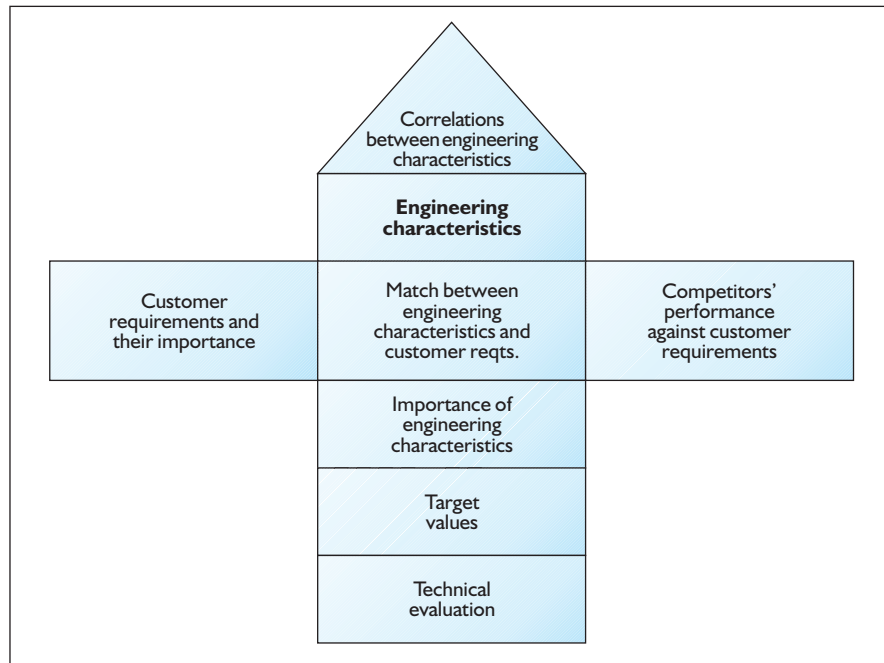 Correlations
between engineering
characteristics
Engineering
characteristics
Customer
requirements and
their importance
Match between
engineering
characteristics and
customer reqts.
Competitors'
performance
against customer
requirements
Importance of
engineering
characteristics
Target
values
Technical
evaluation